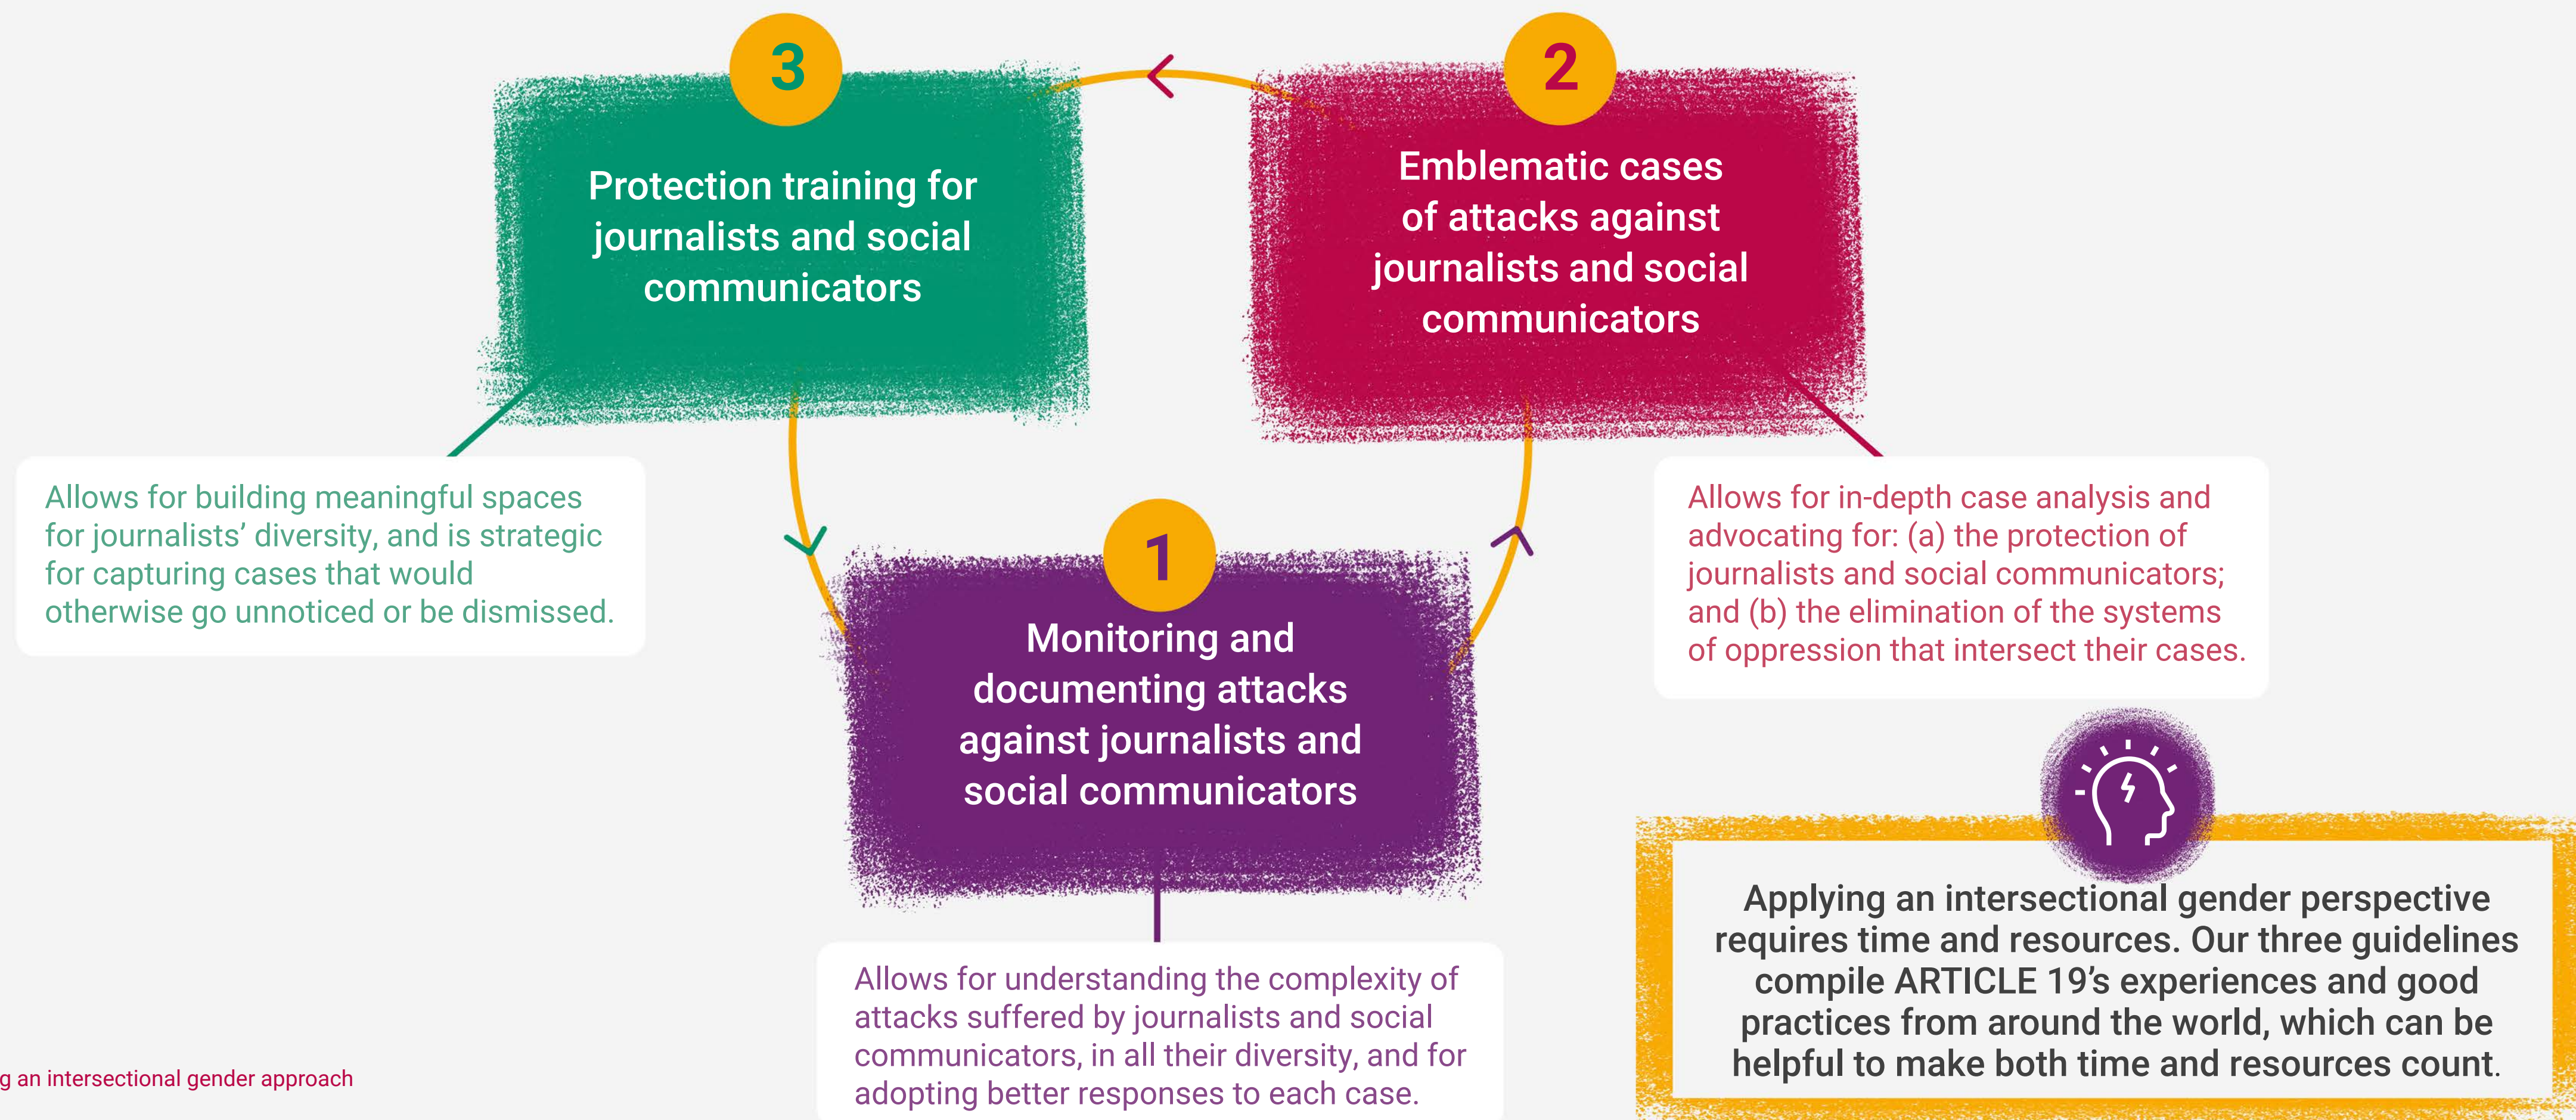 3
Protection training for
journalists and social
communicators
Allows for building meaningful spaces
for journalists’ diversity, and is strategic
for capturing cases that would
otherwise go unnoticed or be dismissed.
2
Emblematic cases
of attacks against
journalists and social
communicators
Allows for in-depth case analysis and
advocating for: (a) the protection of
journalists and social communicators;
and (b) the elimination of the systems
of oppression that intersect their cases.
1
Monitoring and
documenting attacks
against journalists and
social communicators
Allows for understanding the complexity of
attacks suffered by journalists and social
communicators, in all their diversity, and for
adopting better responses to each case.
Applying an intersectional gender perspective
requires time and resources. Our three guidelines
compile ARTICLE 19’s experiences and good
practices from around the world, which can be
helpful to make both time and resources count.
g an intersectional gender approach